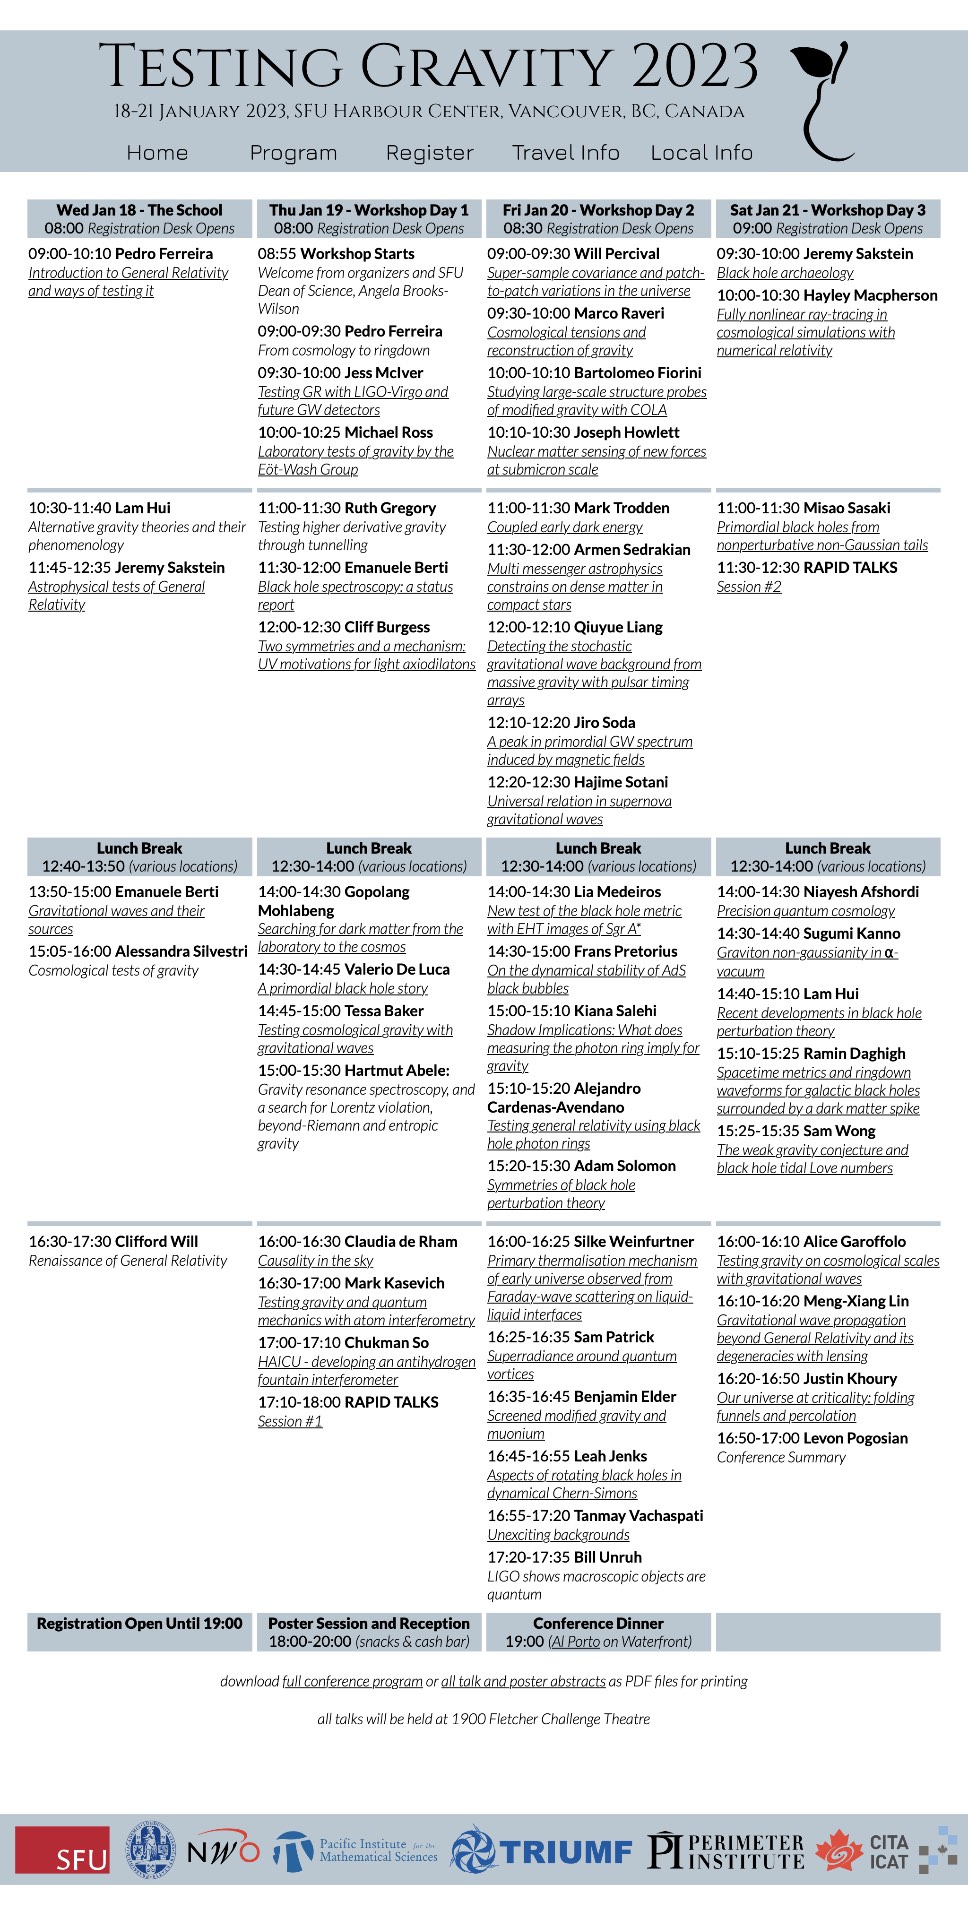 TESTING GRAVITY 2023
18-21 JANUARY 2023, SFU HARBOUR CENTER, VANCOUVER, BC, CANADA
Home Program Register Travel Info Local Info
Wed Jan 18 - The School
08:00 Registration Desk Opens
09:00-10:10 Pedro Ferreira
Introduction to General Relativity
and ways of testing it
10:30-11:40 Lam Hui
Alternative gravity theories and their
phenomenology
11:45-12:35 Jeremy Sakstein
Astrophysical tests of General
Relativity
Lunch Break
12:40-13:50 (various locations)
13:50-15:00 Emanuele Berti
Gravitational waves and their
sources
15:05-16:00 Alessandra Silvestri
Cosmological tests of gravity
16:30-17:30 Clifford Will
Renaissance of General Relativity
Registration Open Until 19:00
Thu Jan 19 - Workshop Day 1
08:00 Registration Desk Opens
08:55 Workshop Starts
Welcome from organizers and SFU
Dean of Science, Angela Brooks-
Wilson
09:00-09:30 Pedro Ferreira
From cosmology to ringdown
09:30-10:00 Jess McIver
Testing GR with LIGO-Virgo and
future GW detectors
10:00-10:25 Michael Ross
Laboratory tests of gravity by the
Eöt-Wash Group
11:00-11:30 Ruth Gregory
Testing higher derivative gravity
through tunnelling
11:30-12:00 Emanuele Berti
Black hole spectroscopy: a status
report
12:00-12:30 Cliff Burgess
Two symmetries and a mechanism:
UV motivations for light axiodilatons
Lunch Break
12:30-14:00 (various locations)
14:00-14:30 Gopolang
Mohlabeng
Searching for dark matter from the
laboratory to the cosmos
14:30-14:45 Valerio De Luca
A primordial black hole story
14:45-15:00 Tessa Baker
Testing cosmological gravity with
gravitational waves
15:00-15:30 Hartmut Abele:
Gravity resonance spectroscopy, and
a search for Lorentz violation,
beyond-Riemann and entropic
gravity
16:00-16:30 Claudia de Rham
Causality in the sky
16:30-17:00 Mark Kasevich
Testing gravity and quantum
mechanics with atom interferometry
17:00-17:10 Chukman So
HAICU - developing an antihydrogen
fountain interferometer
17:10-18:00 RAPID TALKS
Session #1
Poster Session and Reception
18:00-20:00 (snacks & cash bar)
Fri Jan 20 - Workshop Day 2
08:30 Registration Desk Opens
09:00-09:30 Will Percival
Super-sample covariance and patch-
to-patch variations in the universe
09:30-10:00 Marco Raveri
Cosmological tensions and
reconstruction of gravity
10:00-10:10 Bartolomeo Fiorini
Studying large-scale structure probes
of modified gravity with COLA
10:10-10:30 Joseph Howlett
Nuclear matter sensing of new forces
at submicron scale
11:00-11:30 Mark Trodden
Coupled early dark energy
11:30-12:00 Armen Sedrakian
Multi messenger astrophysics
constrains on dense matter in
compact stars
12:00-12:10 Qiuyue Liang
Detecting the stochastic
gravitational wave background from
massive gravity with pulsar timing
arrays
12:10-12:20 Jiro Soda
A peak in primordial GW spectrum
induced by magnetic fields
12:20-12:30 Hajime Sotani
Universal relation in supernova
gravitational waves
Lunch Break
12:30-14:00 (various locations)
14:00-14:30 Lia Medeiros
New test of the black hole metric
with EHT images of Sgr A*
14:30-15:00 Frans Pretorius
On the dynamical stability of AdS
black bubbles
15:00-15:10 Kiana Salehi
Shadow Implications: What does
measuring the photon ring imply for
gravity
15:10-15:20 Alejandro
Cardenas-Avendano
Testing general relativity using black
hole photon rings
15:20-15:30 Adam Solomon
Symmetries of black hole
perturbation theory
16:00-16:25 Silke Weinfurtner
Primary thermalisation mechanism
of early universe observed from
Faraday-wave scattering on liquid-
liquid interfaces
16:25-16:35 Sam Patrick
Superradiance around quantum
vortices
16:35-16:45 Benjamin Elder
Screened modified gravity and
muonium
16:45-16:55 Leah Jenks
Aspects of rotating black holes in
dynamical Chern-Simons
16:55-17:20 Tanmay Vachaspati
Unexciting backgrounds
17:20-17:35 Bill Unruh
LIGO shows macroscopic objects are
quantum
Conference Dinner
19:00 (Al Porto on Waterfront)
Sat Jan 21 - Workshop Day 3
09:00 Registration Desk Opens
09:30-10:00 Jeremy Sakstein
Black hole archaeology
10:00-10:30 Hayley Macpherson
Fully nonlinear ray-tracing in
cosmological simulations with
numerical relativity
11:00-11:30 Misao Sasaki
Primordial black holes from
nonperturbative non-Gaussian tails
11:30-12:30 RAPID TALKS
Session #2
Lunch Break
12:30-14:00 (various locations)
14:00-14:30 Niayesh Afshordi
Precision quantum cosmology
14:30-14:40 Sugumi Kanno
Graviton non-gaussianity in α-
vacuum
14:40-15:10 Lam Hui
Recent developments in black hole
perturbation theory
15:10-15:25 Ramin Daghigh
Spacetime metrics and ringdown
waveforms for galactic black holes
surrounded by a dark matter spike
15:25-15:35 Sam Wong
The weak gravity conjecture and
black hole tidal Love numbers
16:00-16:10 Alice Garoffolo
Testing gravity on cosmological scales
with gravitational waves
16:10-16:20 Meng-Xiang Lin
Gravitational wave propagation
beyond General Relativity and its
degeneracies with lensing
16:20-16:50 Justin Khoury
Our universe at criticality: folding
funnels and percolation
16:50-17:00 Levon Pogosian
Conference Summary
download full conference program or all talk and poster abstracts as PDF files for printing
all talks will be held at 1900 Fletcher Challenge Theatre
SFU
NWO
Pacific Institute for the
Mathematical Sciences
TRIUMF
PI PERIMETER
INSTITUTE
CITA
ICAT